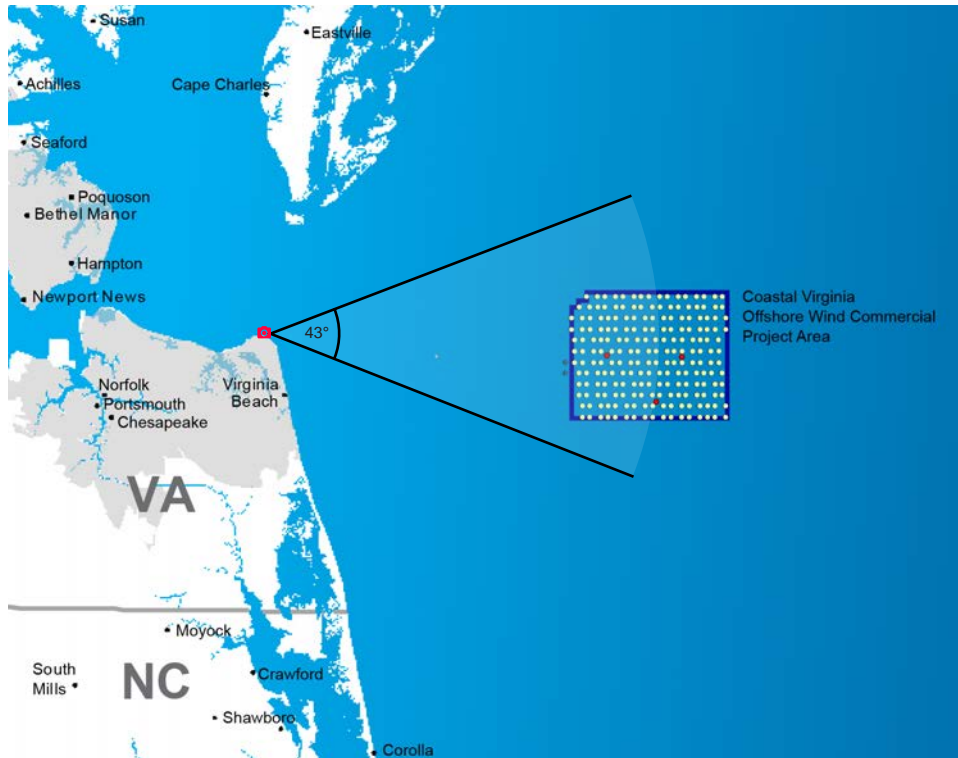 Susan
Eastville
Achilles
Cape Charles
Seaford
Poquoson
Bethel Manor
Hampton
Newport News
43°
Coastal Virginia
Offshore Wind Commercial
Project Area
Norfolk
Portsmouth
Chesapeake
Virginia
Beach
VA
Moyock
NC
South
Mills
Crawford
Shawboro
Corolla